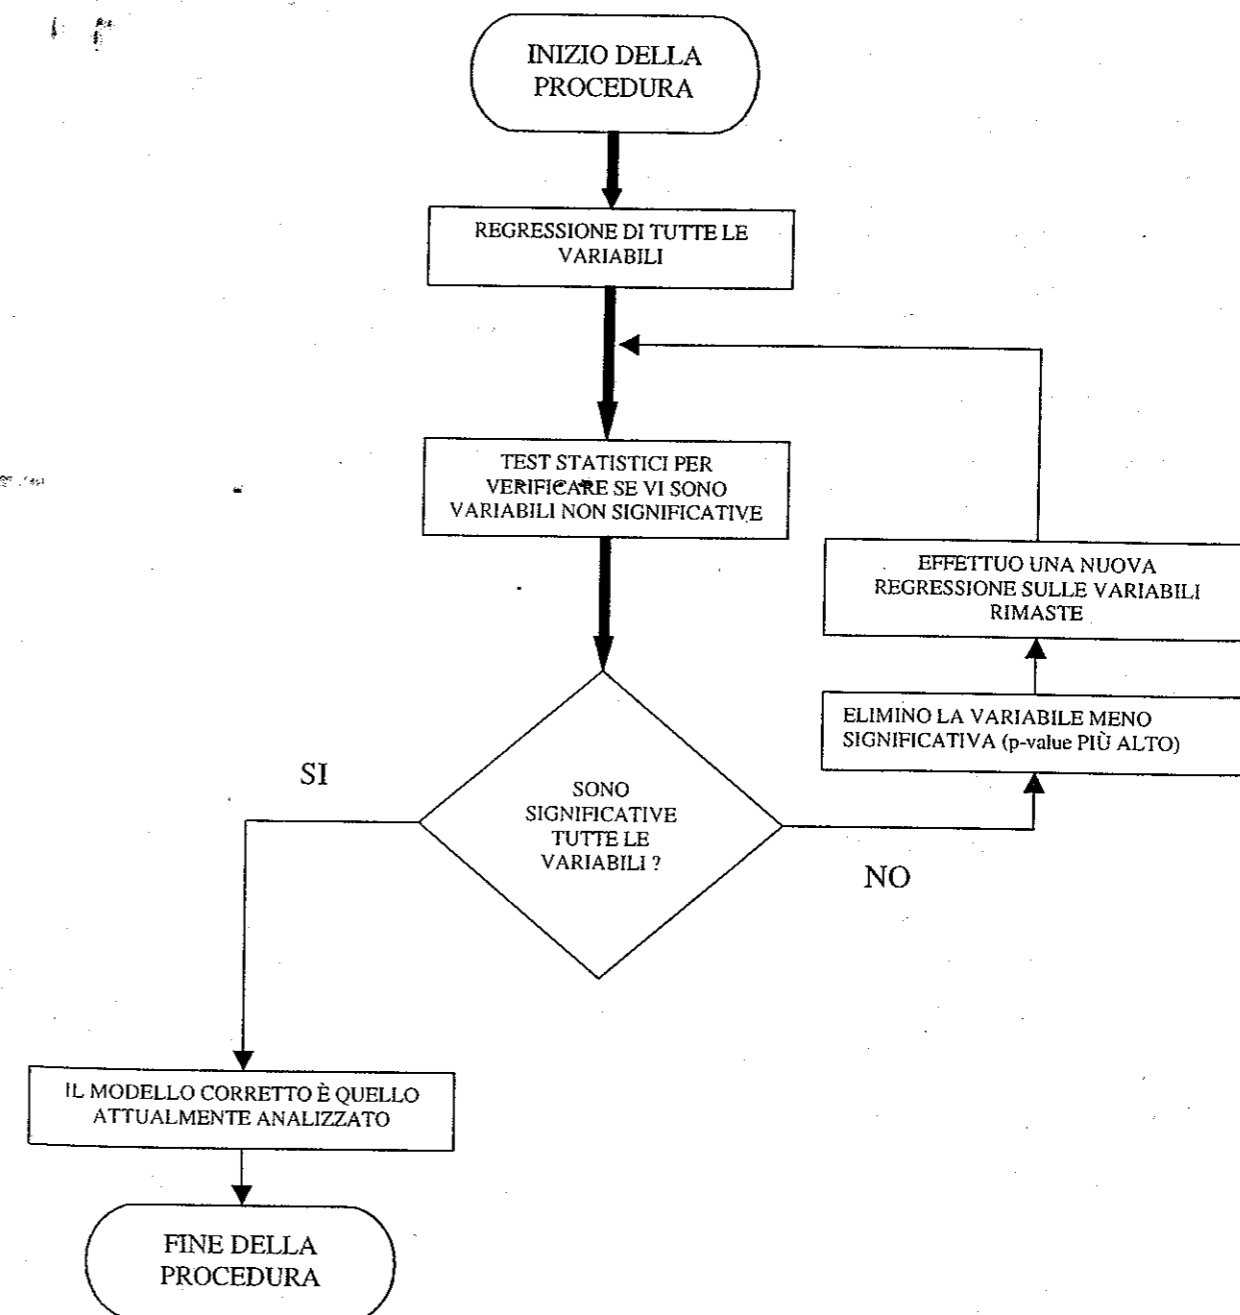 INIZIO DELLA
PROCEDURA
REGRESSIONE DI TUTTE LE
VARIABILI
TEST STATISTICI PER
VERIFICARE SE VI SONO
VARIABILI NON SIGNIFICATIVE
EFFETTUO UNA NUOVA
REGRESSIONE SULLE VARIABILI
RIMASTE
ELIMINO LA VARIABILE MENO
SIGNIFICATIVA (p-value PIÙ ALTO)
SI
SONO
SIGNIFICATIVE
TUTTE LE
VARIABILI ?
NO
IL MODELLO CORRETTO È QUELLO
ATTUALMENTE ANALIZZATO
FINE DELLA
PROCEDURA